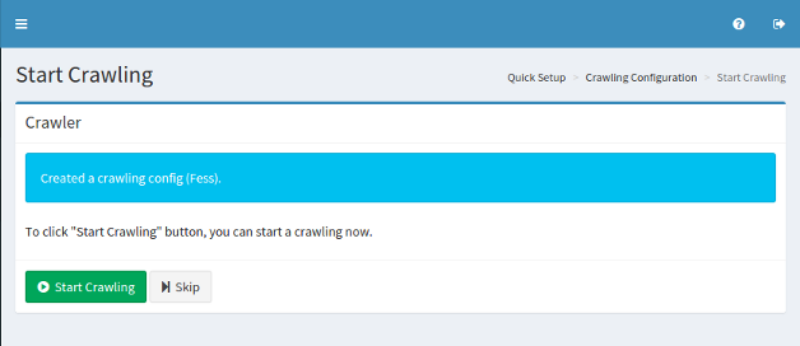 Start Crawling
Quick Setup > Crawling Configuration > Start Crawling
Crawler
Created a crawling config (Fess).
To click "Start Crawling" button, you can start a crawling now.
Start Crawling
Skip